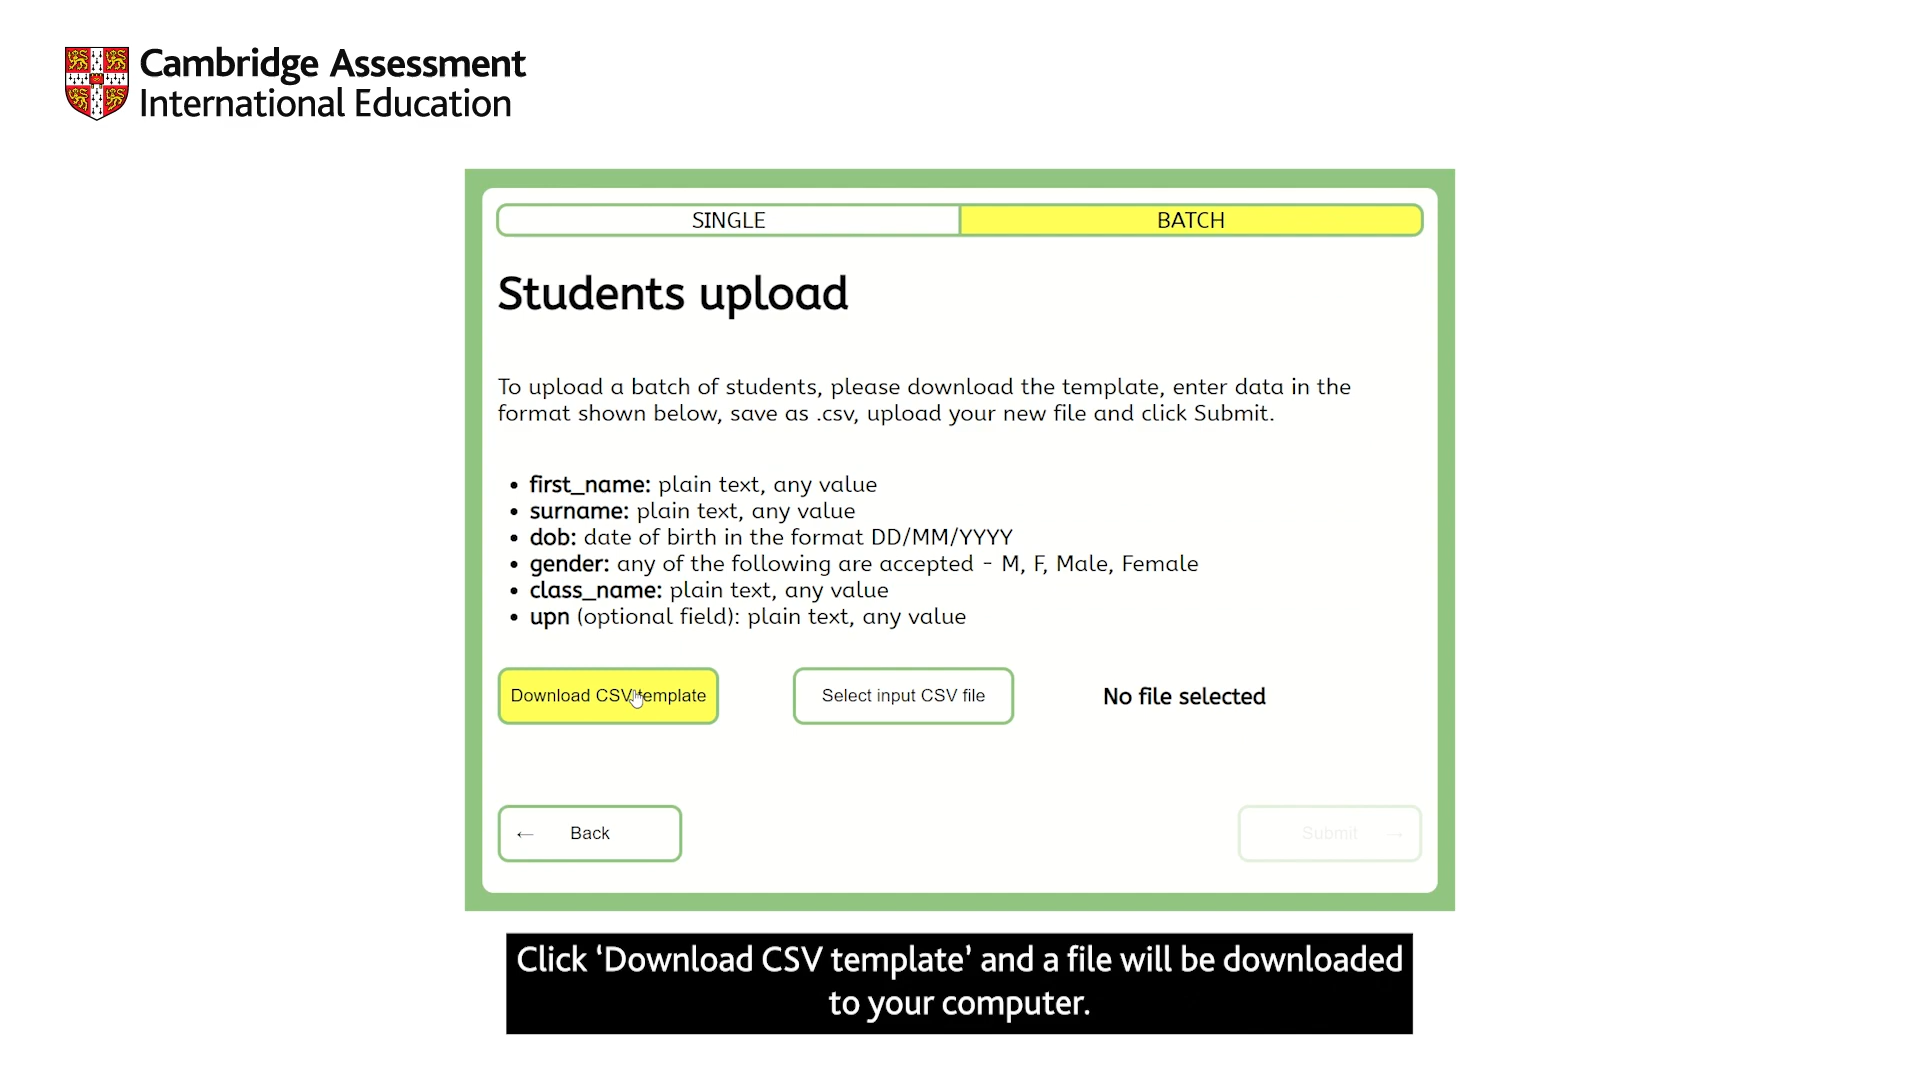 Cambridge Assessment
International Education
SINGLE
BATCH
Students upload
To upload a batch of students, please download the template, enter data in the
format shown below, save as .csv, upload your new file and click Submit.
• first_name: plain text, any value
• surname: plain text, any value
• dob: date of birth in the format DD/MM/YYYY
• gender: any of the following are accepted - M, F, Male, Female
• class_name: plain text, any value
• upn (optional field): plain text, any value
Download CSV template
Select input CSV file
No file selected
← Back
Submit →
Click ‘Download CSV template’ and a file will be downloaded
to your computer.